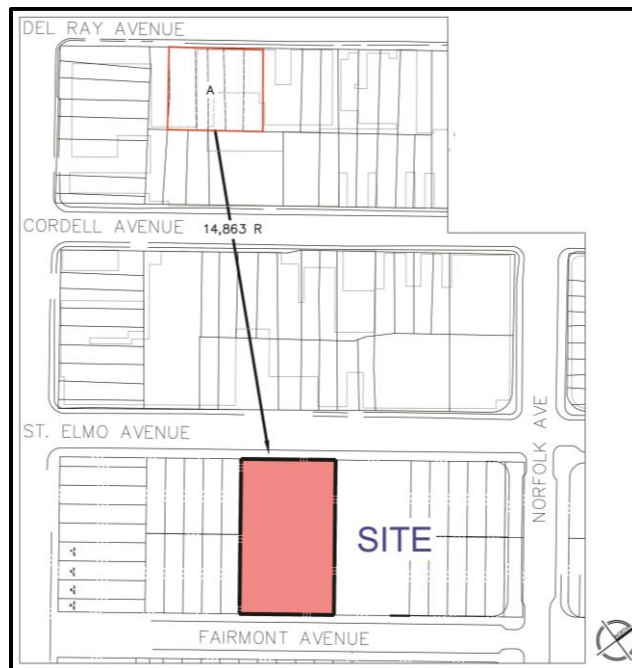 DEL RAY AVENUE
A
CORDELL AVENUE
14,863 R
ST. ELMO AVENUE
NORFOLK AVE
SITE
FAIRMONT AVENUE